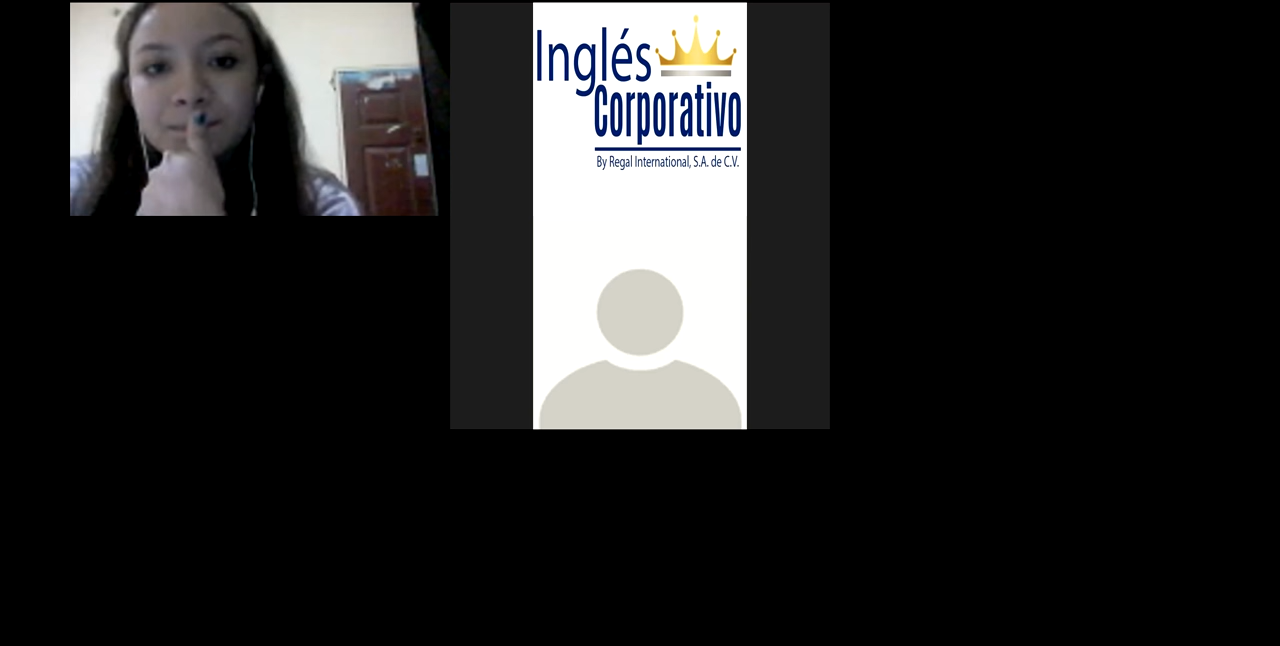 Inglés
Corporativo
By Regal International, S.A. de C.V.